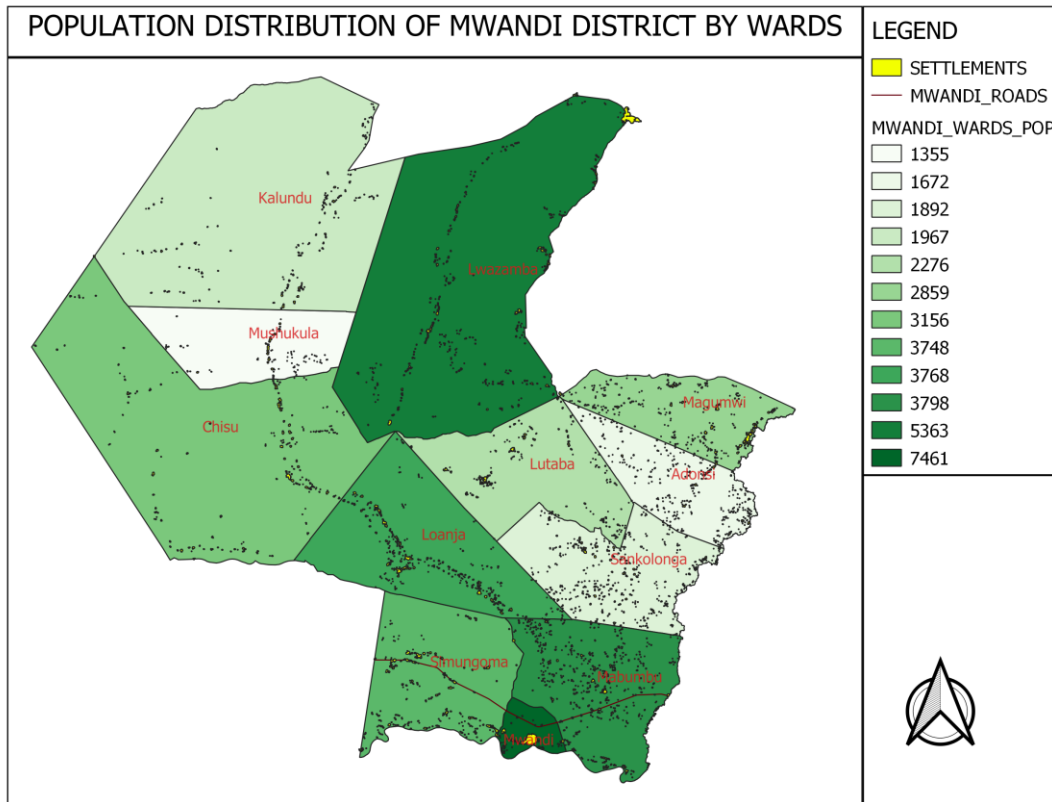 POPULATION DISTRIBUTION OF MWANDI DISTRICT BY WARDS
LEGEND
SETTLEMENTS
MWANDI_ROADS
MWANDI_WARDS_POP
1355
1672
1892
1967
2276
2859
3156
3748
3768
3798
5363
7461
Kalundu
Lwazamba
Mushukula
Magumwi
Chisu
Lutaba
Adonsi
Loanja
Sankolonga
Simungoma
Mabumbu
Mwandi